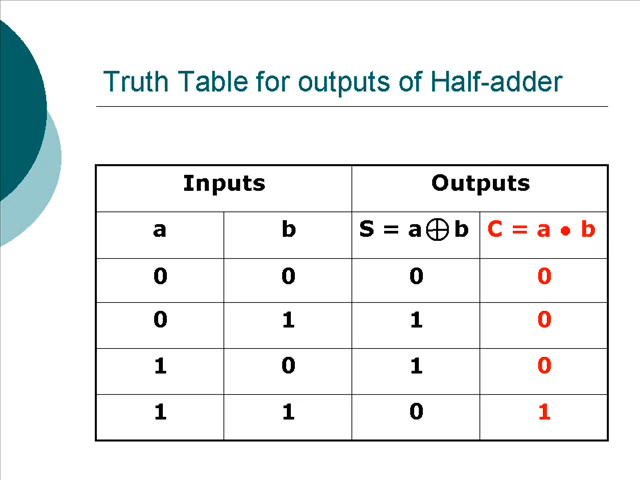 Truth Table for outputs of Half-adder
Inputs Outputs
a b S = a⊕b C = a • b
0 0 0 0
0 1 1 0
1 0 1 0
1 1 0 1